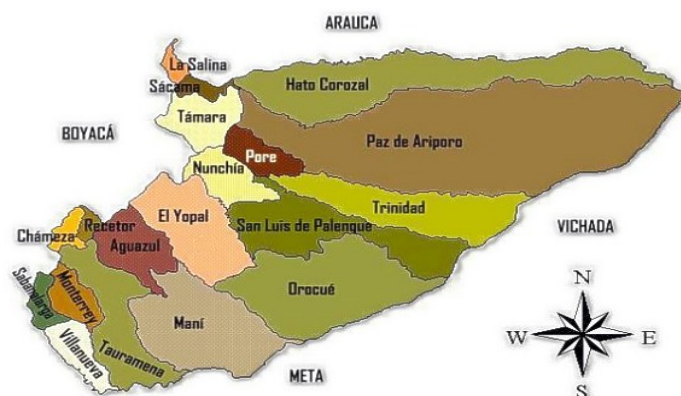 ARAUCA
La Salina
Sácama
Hato Corozal
Támara
BOYACÁ
Paz de Ariporo
Pore
Nunchía
El Yopal
Trinidad
Recetor
San Luis de Palenque
VICHADA
Chámeza
Aguazul
Sabanalarga
Monterrey
Orocué
Maní
Villanueva
Tauramena
META
N
W
E
S